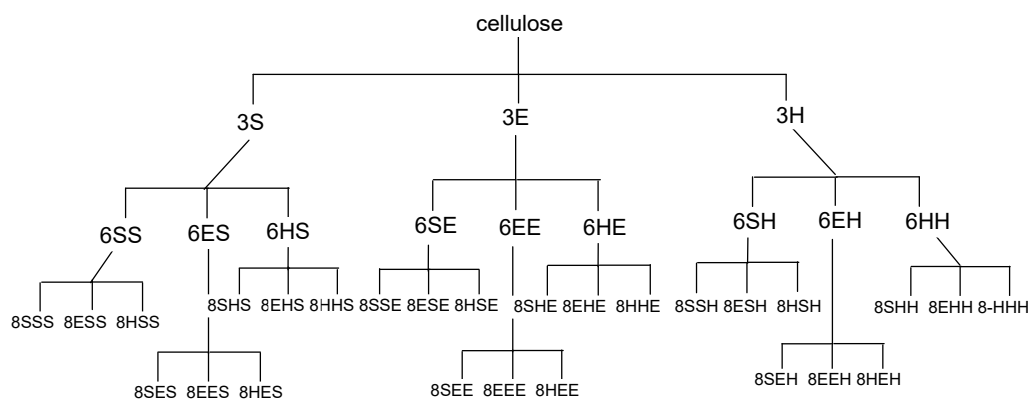 cellulose
3S 3E 3H
6SS 6ES 6HS 6SE 6EE 6HE 6SH 6EH 6HH
8SSS 8ESS 8HSS 8SHS 8EHS 8HHS 8SSE 8ESE 8HSE 8SHE 8EHE 8HHE 8SSH 8ESH 8HSH 8SHH 8EHH 8-HHH
8SES 8EES 8HES 8SEE 8EEE 8HEE 8SEH 8EEH 8HEH